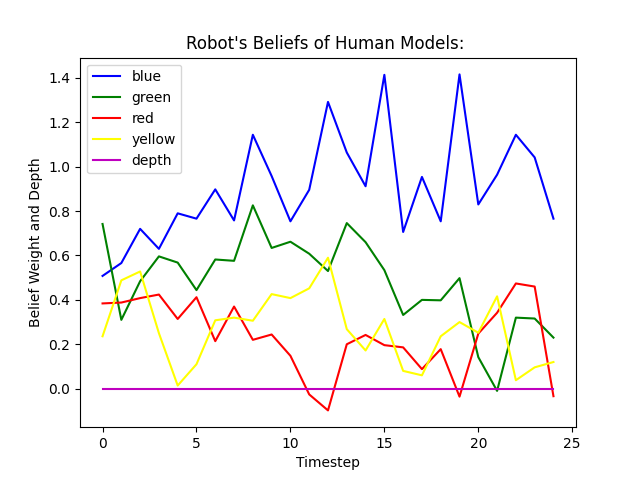 Robot's Beliefs of Human Models:
blue
green
red
yellow
depth
Belief Weight and Depth
1.4
1.2
1.0
0.8
0.6
0.4
0.2
0.0
0
5
10
15
20
25
Timestep